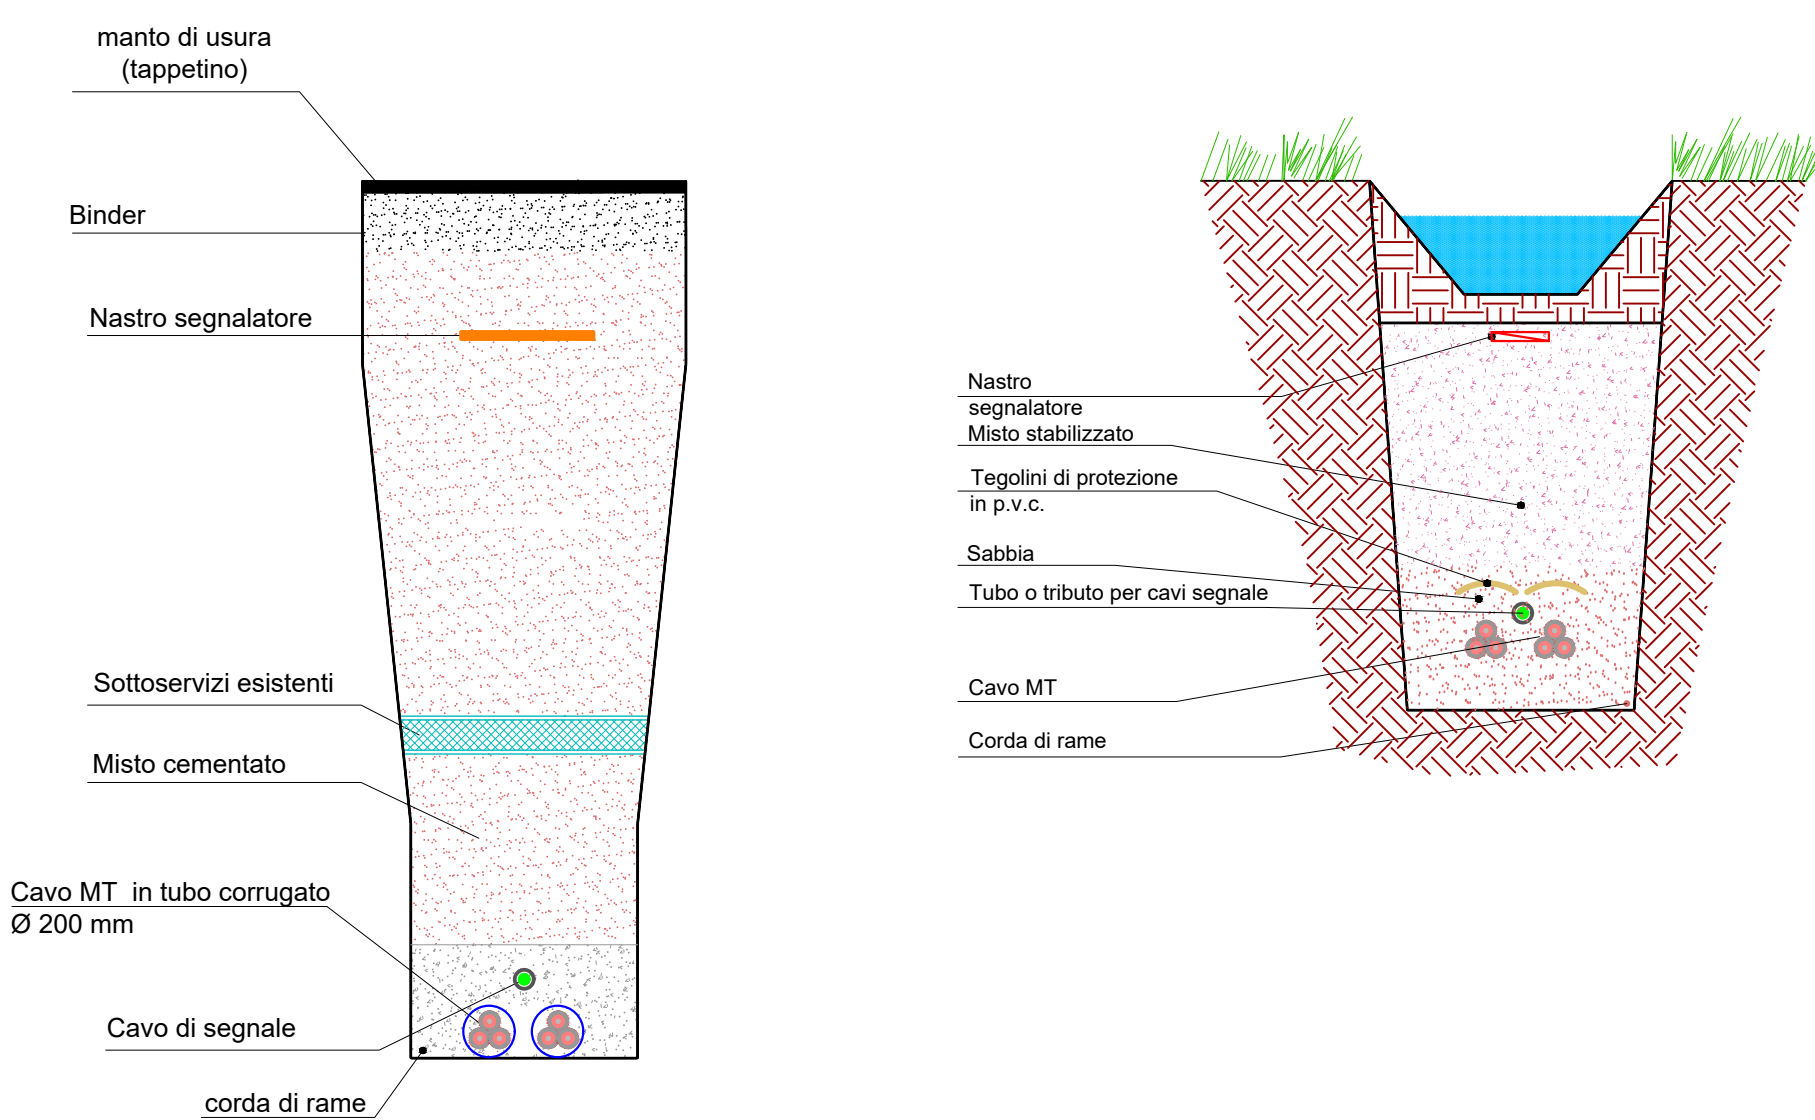 manto di usura
(tappetino)
Binder
Nastro segnalatore
Sottoservizi esistenti
Misto cementato
Cavo MT  in tubo corrugato
Ø 200 mm
Cavo di segnale
corda di rame
Nastro
segnalatore
Misto stabilizzato
Tegolini di protezione
in p.v.c.
Sabbia
Tubo o tributo per cavi segnale
Cavo MT
Corda di rame